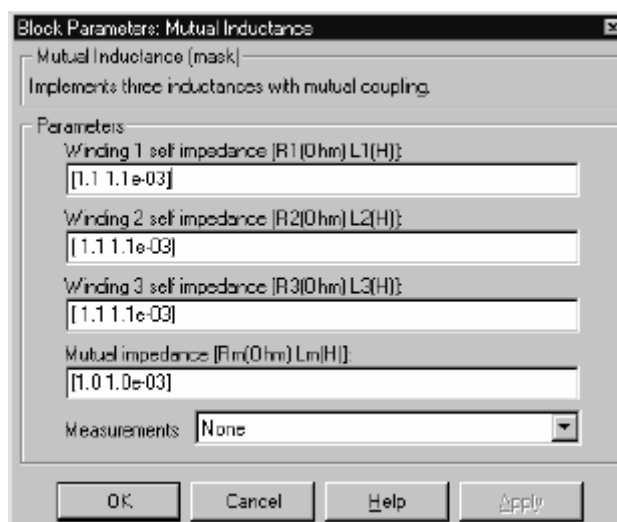 Block Parameters: Mutual Inductance
Mutual Inductance (mask)
Implements three inductances with mutual coupling.
Parameters
Winding 1 self impedance [R1(Ohm) L1(H)]:
[1.1 1.1e-03]
Winding 2 self impedance [R2(Ohm) L2(H)]:
[ 1.1 1.1e-03]
Winding 3 self impedance [R3(Ohm) L3(H)]:
[ 1.1 1.1e-03]
Mutual impedance [Rm(Ohm) Lm(H)]:
[1.0 1.0e-03]
Measurements None
OK Cancel Help Apply